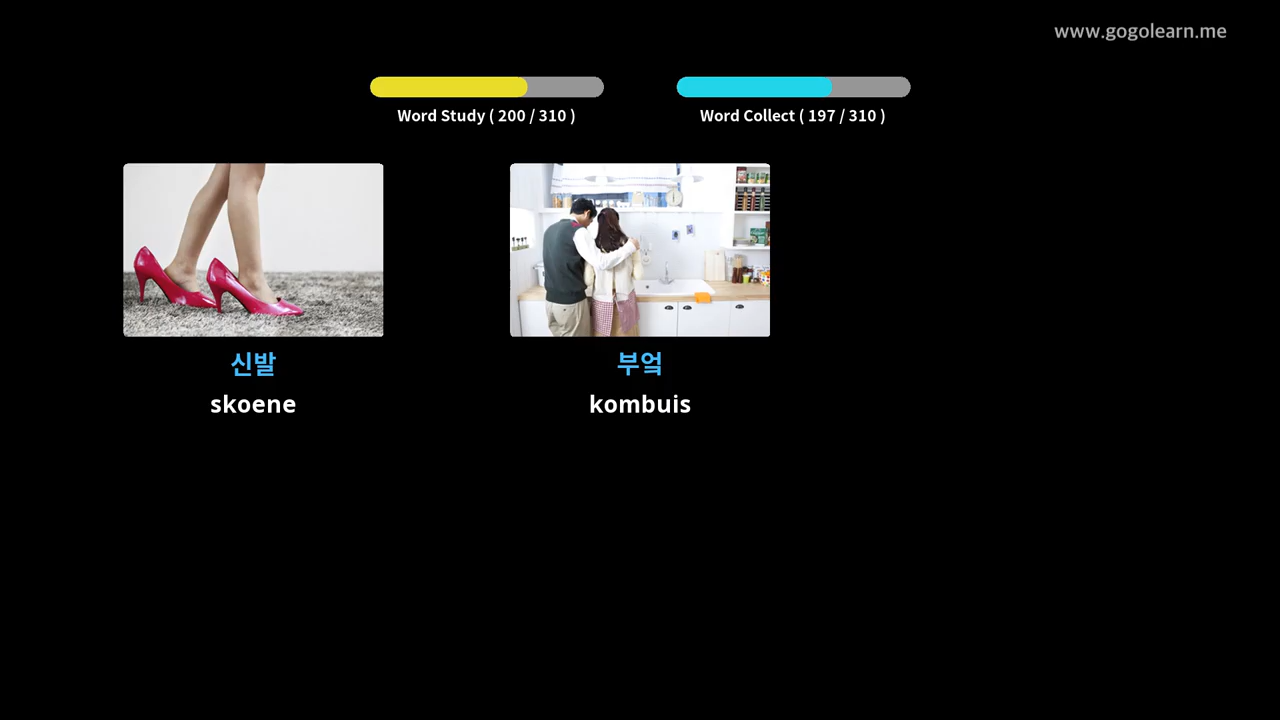 www.gogolearn.me
Word Study ( 200 / 310 )
Word Collect ( 197 / 310 )
신발
skoene
부엌
kombuis